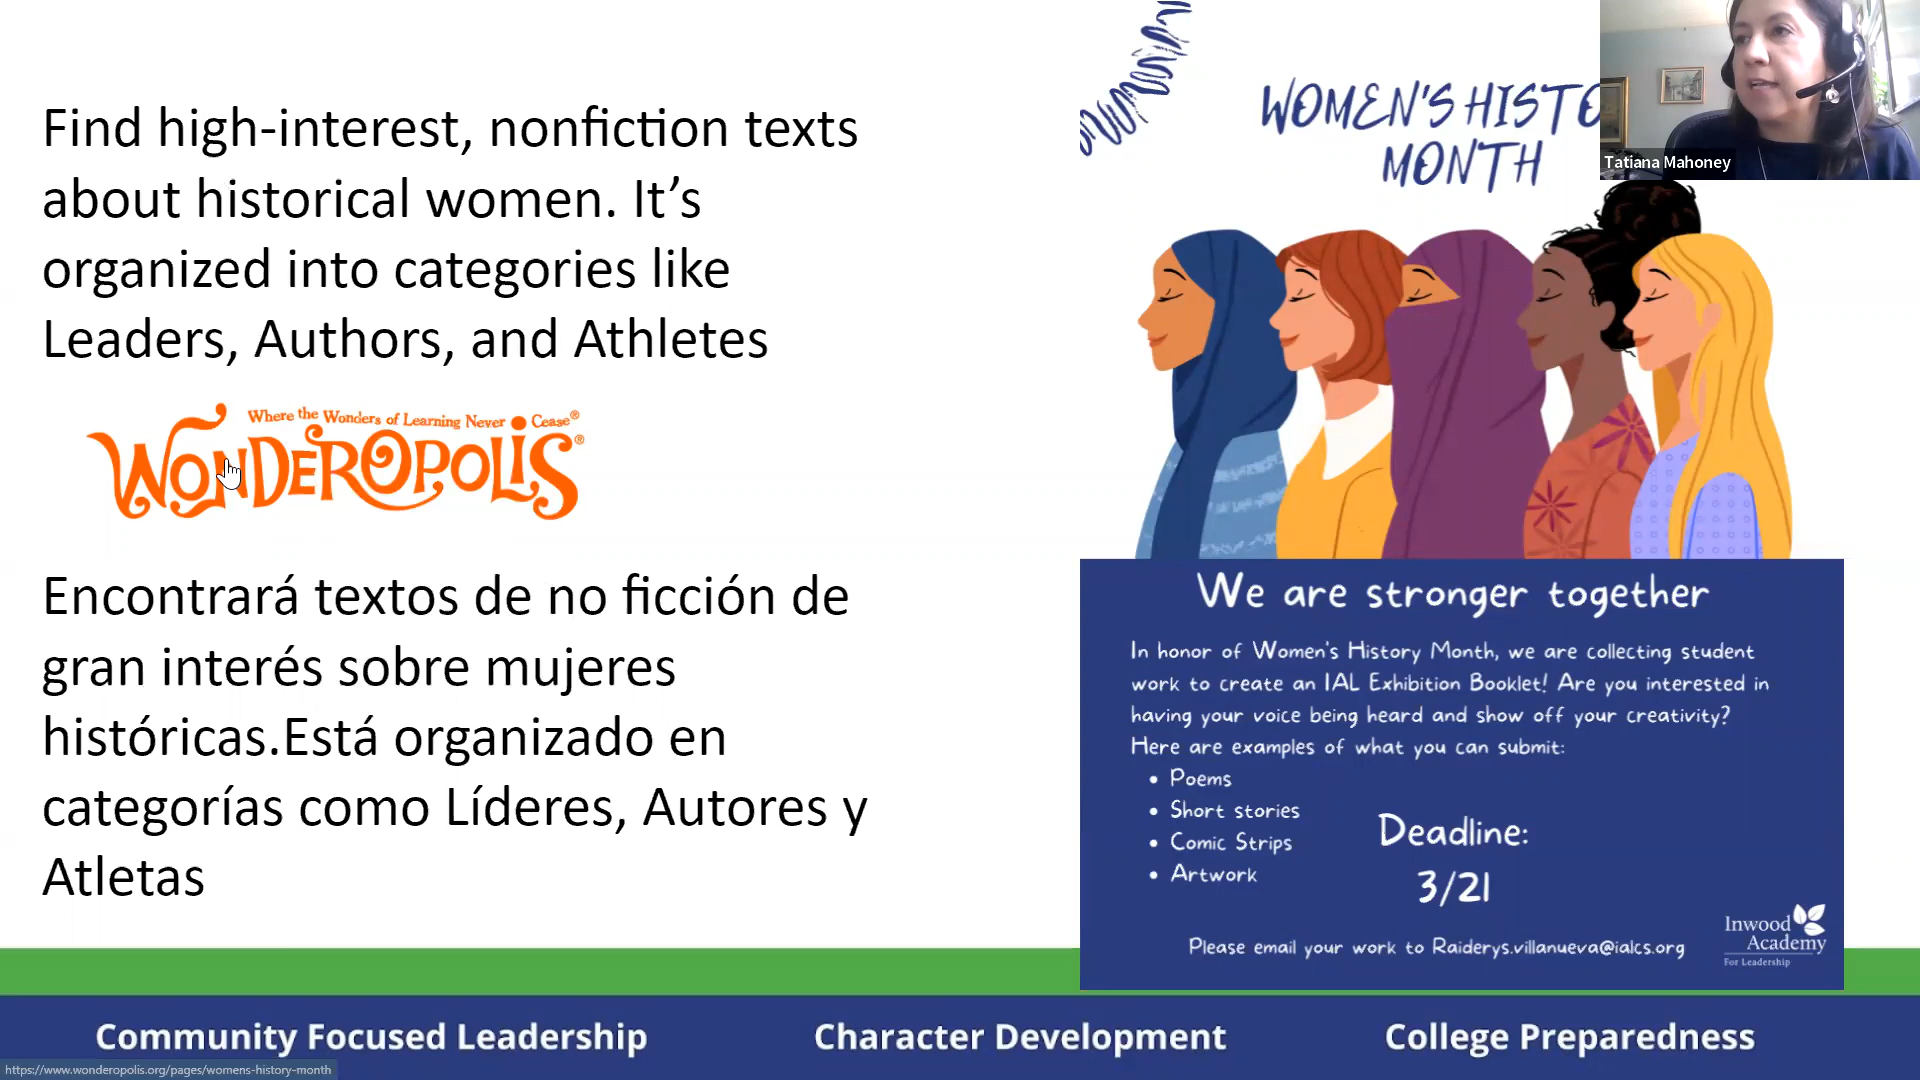 Find high-interest, nonfiction texts
about historical women. It’s
organized into categories like
Leaders, Authors, and Athletes
Where the Wonders of Learning Never Cease®
WONDEROPOLIS®
Encontrará textos de no ficción de
gran interés sobre mujeres
históricas.Está organizado en
categorías como Líderes, Autores y
Atletas
WOMEN'S HISTO
MONTH
Tatiana Mahoney
We are stronger together
In honor of Women's History Month, we are collecting student
work to create an IAL Exhibition Booklet! Are you interested in
having your voice being heard and show off your creativity?
Here are examples of what you can submit:
• Poems
• Short stories
• Comic Strips
• Artwork
Deadline:
3/21
Please email your work to Raiderys.villanueva@ialcs.org
Inwood
Academy
For Leadership
Community Focused Leadership
Character Development
College Preparedness
https://www.wonderopolis.org/pages/womens-history-month